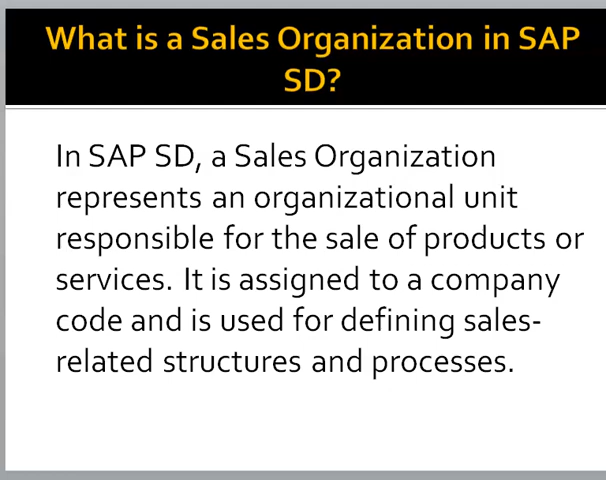 What is a Sales Organization in SAP
SD?
In SAP SD, a Sales Organization
represents an organizational unit
responsible for the sale of products or
services. It is assigned to a company
code and is used for defining sales-
related structures and processes.